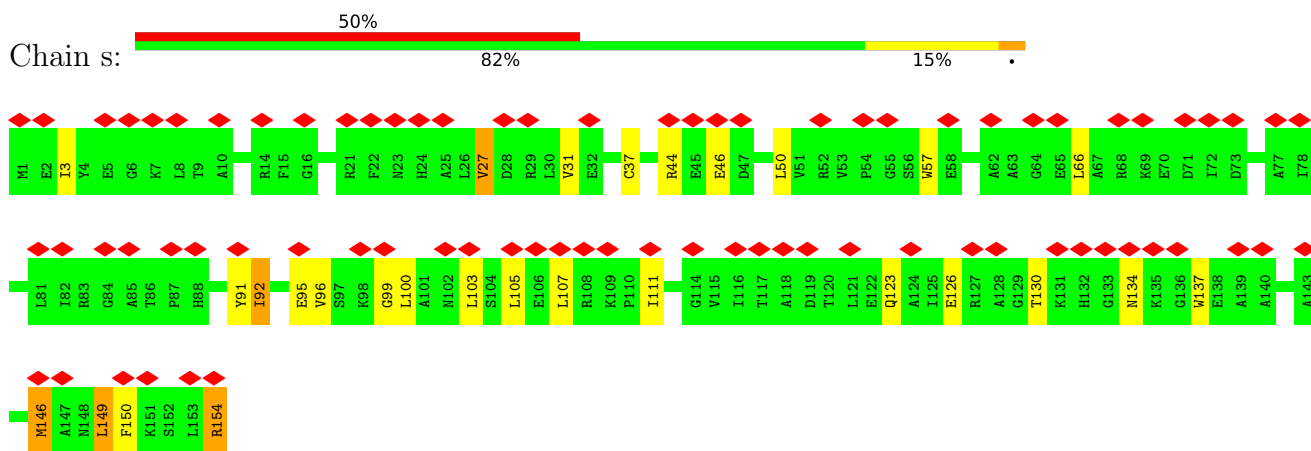 50%
Chain s:
82% 15% •
M1 E2 I3 Y4 E5 G6 K7 L8 T9 A10 R14 F15 G16 R21 F22 N23 H24 A25 L26 V27 D28 R29 L30 V31 E32 C37 R44 E45 E46 D47 L50 V51 R52 V53 P54 G55 S56 W57 E58 A62 A63 G64 E65 L66 A67 R68 K69 E70 D71 I72 D73 A77 I78
L81 I82 R83 G84 A85 T86 P87 H88 Y91 I92 E95 V96 S97 K98 G99 L100 A101 N102 L103 S104 L105 E106 L107 R108 K109 P110 I111 G114 V115 I116 T117 A118 D119 T120 L121 E122 Q123 A124 I125 E126 R127 A128 G129 T130 K131 H132 G133 N134 K135 G136 W137 E138 A139 A140 A143
M146 A147 N148 L149 F150 K151 S152 L153 R154